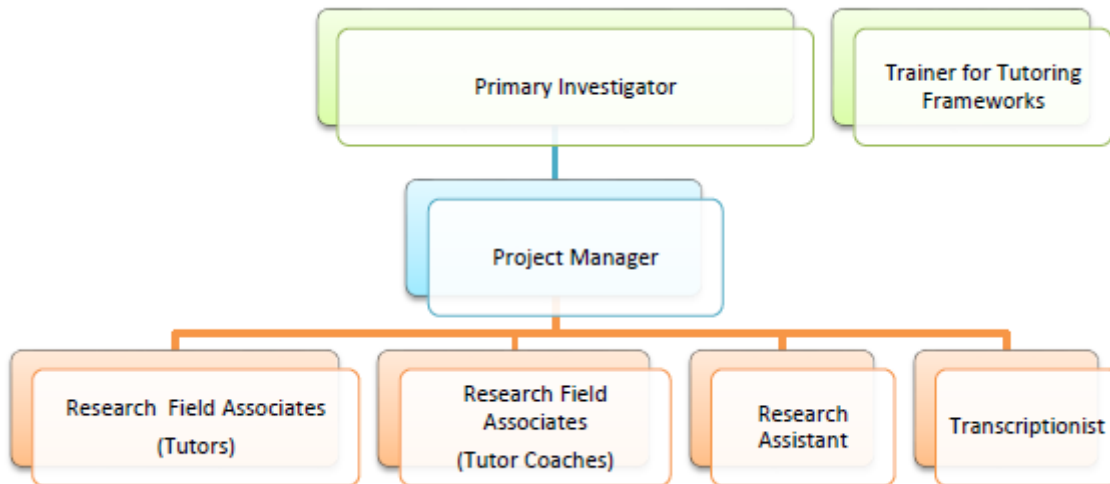 Primary Investigator
Trainer for Tutoring
Frameworks
Project Manager
Research Field Associates
(Tutors)
Research Field
Associates
(Tutor Coaches)
Research
Assistant
Transcriptionist